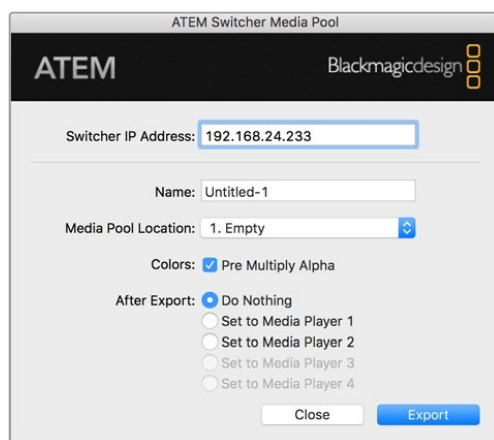 ATEM Switcher Media Pool
ATEM
Blackmagicdesign
Switcher IP Address: 192.168.24.233
Name: Untitled-1
Media Pool Location: 1. Empty
Colors: Pre Multiply Alpha
After Export: Do Nothing
Set to Media Player 1
Set to Media Player 2
Set to Media Player 3
Set to Media Player 4
Close Export